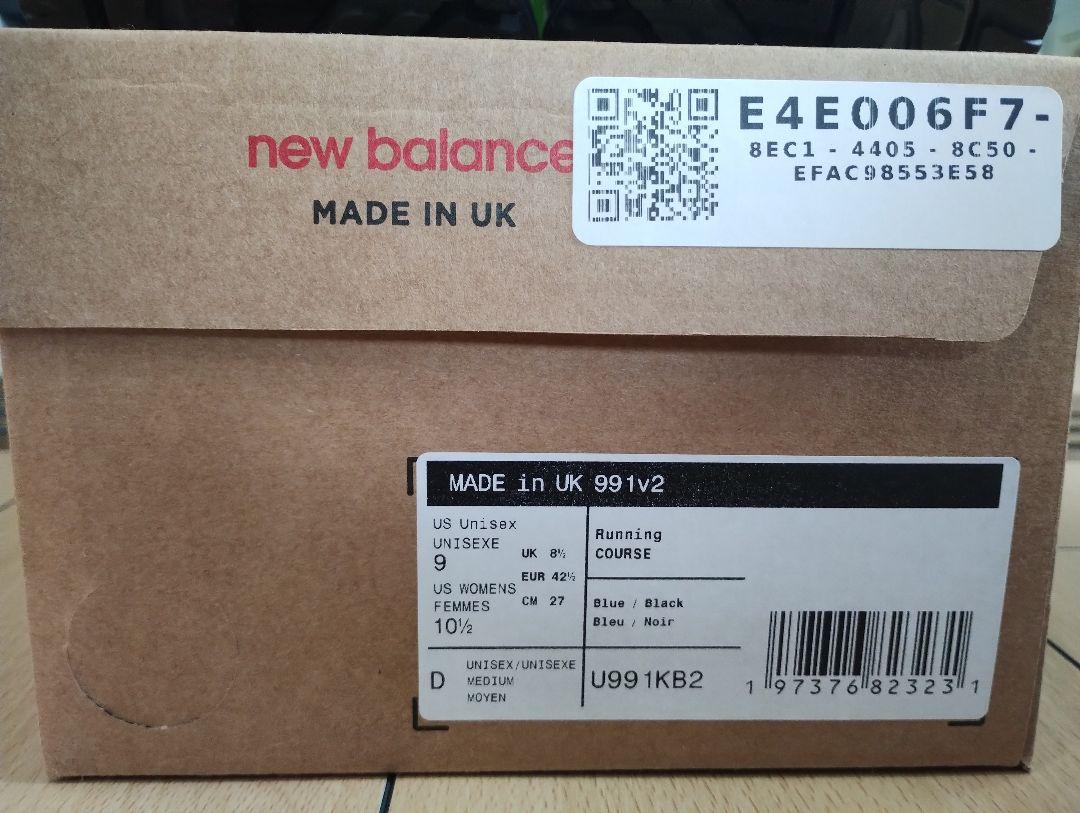 new balance
MADE IN UK
E4E006F7-
8EC1 - 4405 - 8C50 -
EFAC98553E58
MADE in UK 991v2
US Unisex
UNISEXE
9
US WOMENS
FEMMES
10½
UK 8½
EUR 42½
CM 27
Running
COURSE
Blue / Black
Bleu / Noir
D
UNISEX/UNISEXE
MEDIUM
MOYEN
U991KB2
1 97376 82323 1